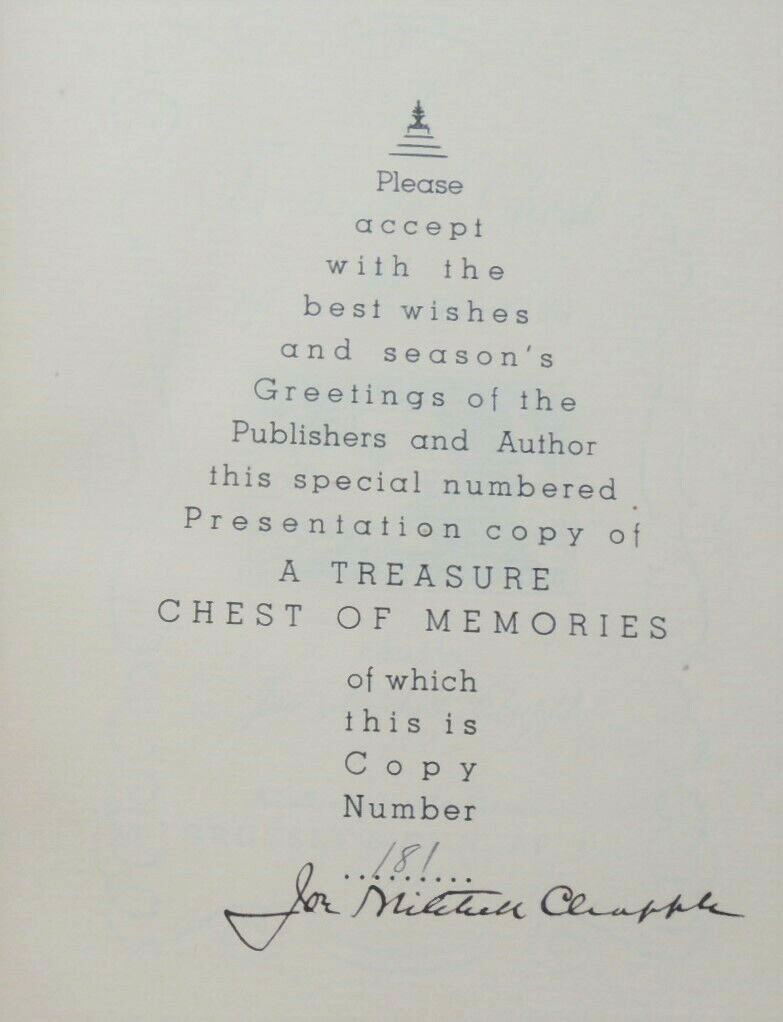 Please
accept
with the
best wishes
and season's
Greetings of the
Publishers and Author
this special numbered
Presentation copy of
A TREASURE
CHEST OF MEMORIES
of which
this is
Copy
Number
181
Joe Mitchell Chapple